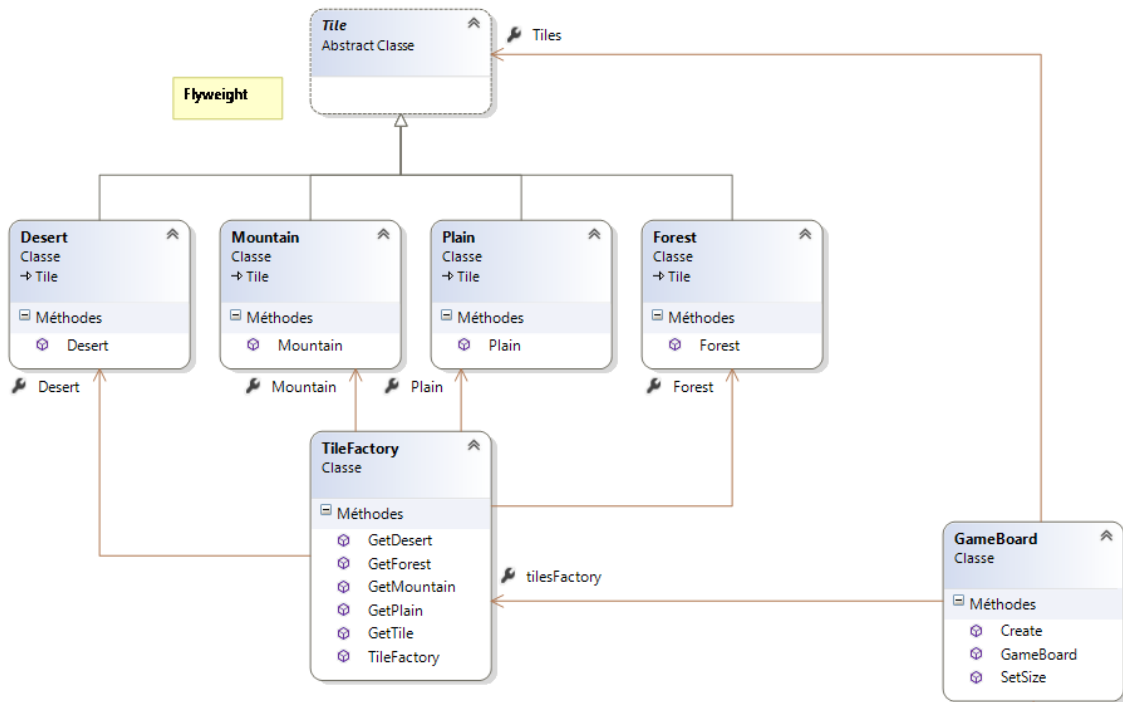 Tile
Abstract Classe
Tiles
Flyweight
Desert
Classe
Tile
Méthodes
Desert
Mountain
Classe
Tile
Méthodes
Mountain
Plain
Classe
Tile
Méthodes
Plain
Forest
Classe
Tile
Méthodes
Forest
Desert
Mountain
Plain
Forest
TileFactory
Classe
Méthodes
GetDesert
GetForest
GetMountain
GetPlain
GetTile
TileFactory
tilesFactory
GameBoard
Classe
Méthodes
Create
GameBoard
SetSize